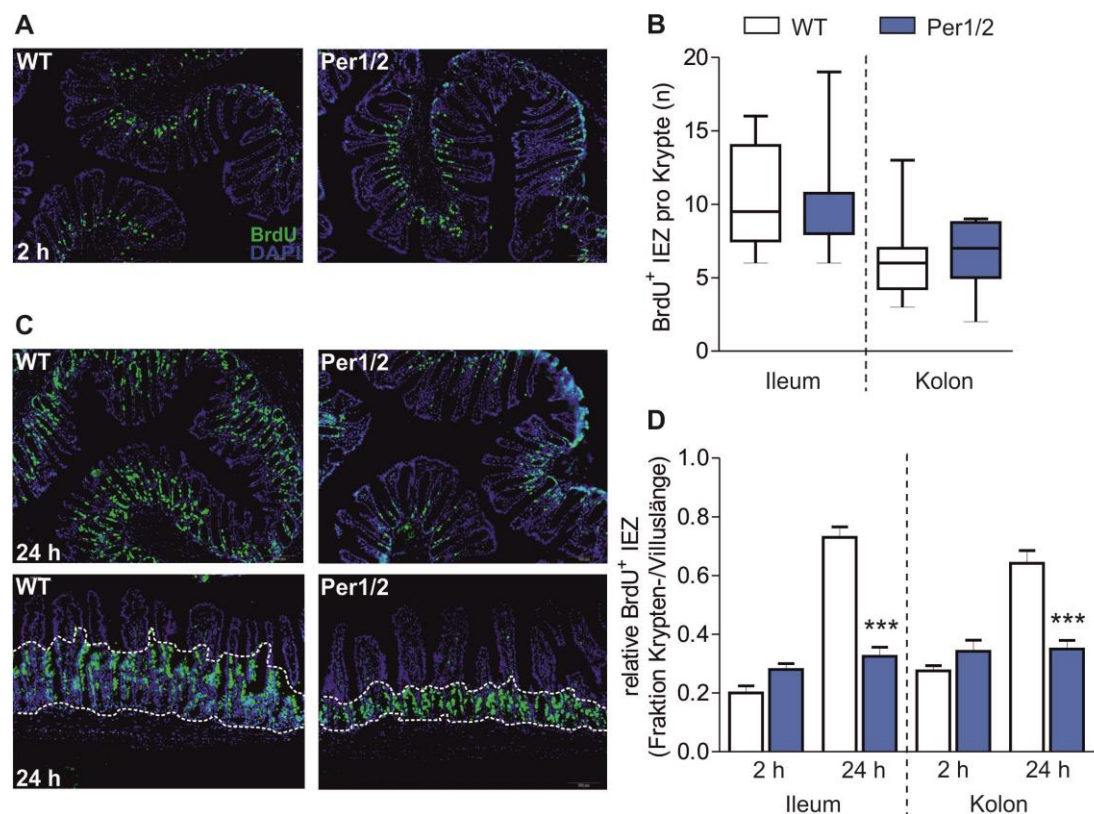 A
WT
2 h
BrdU
DAPI
Per1/2
B
WT
Per1/2
BrdU⁺ IEZ pro Krypte (n)
20
15
10
5
0
Ileum
Kolon
C
WT
24 h
Per1/2
WT
24 h
Per1/2
D
relative BrdU⁺ IEZ
(Fraktion Krypten-/Villuslänge)
1.0
0.8
0.6
0.4
0.2
0.0
***
***
2 h
24 h
2 h
24 h
Ileum
Kolon